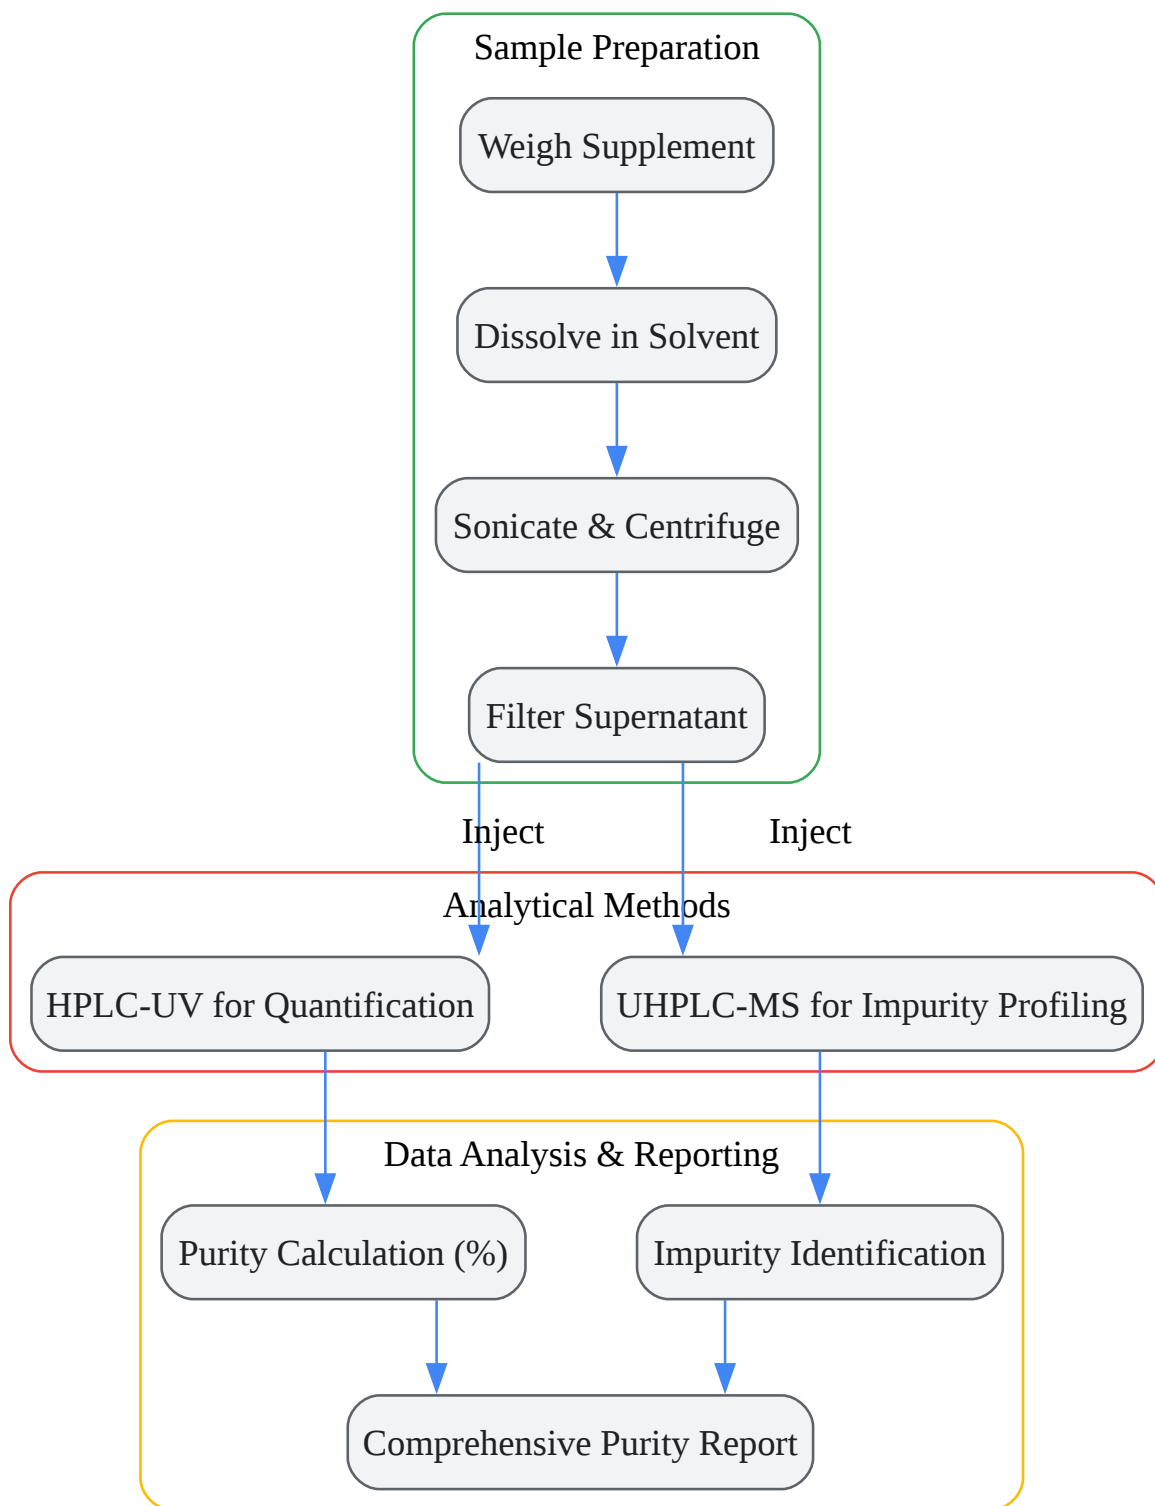 Sample Preparation
Weigh Supplement
Dissolve in Solvent
Sonicate & Centrifuge
Filter Supernatant
Inject
Inject
Analytical Methods
HPLC-UV for Quantification
UHPLC-MS for Impurity Profiling
Data Analysis & Reporting
Purity Calculation (%)
Impurity Identification
Comprehensive Purity Report